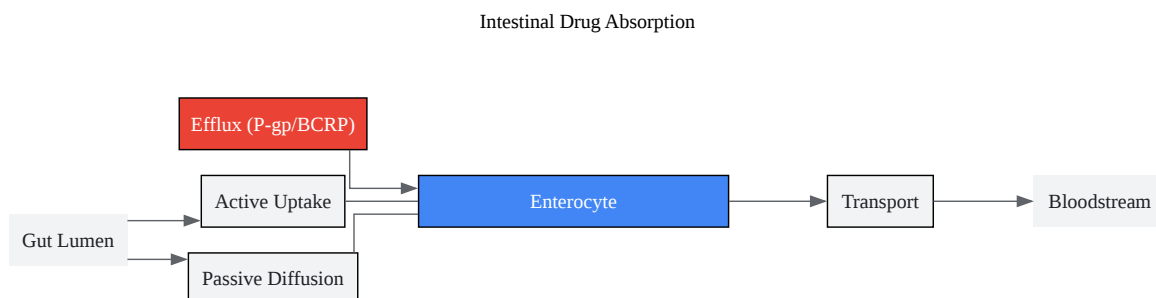 Intestinal Drug Absorption
Efflux (P-gp/BCRP)
Active Uptake
Enterocyte
Transport
Bloodstream
Gut Lumen
Passive Diffusion